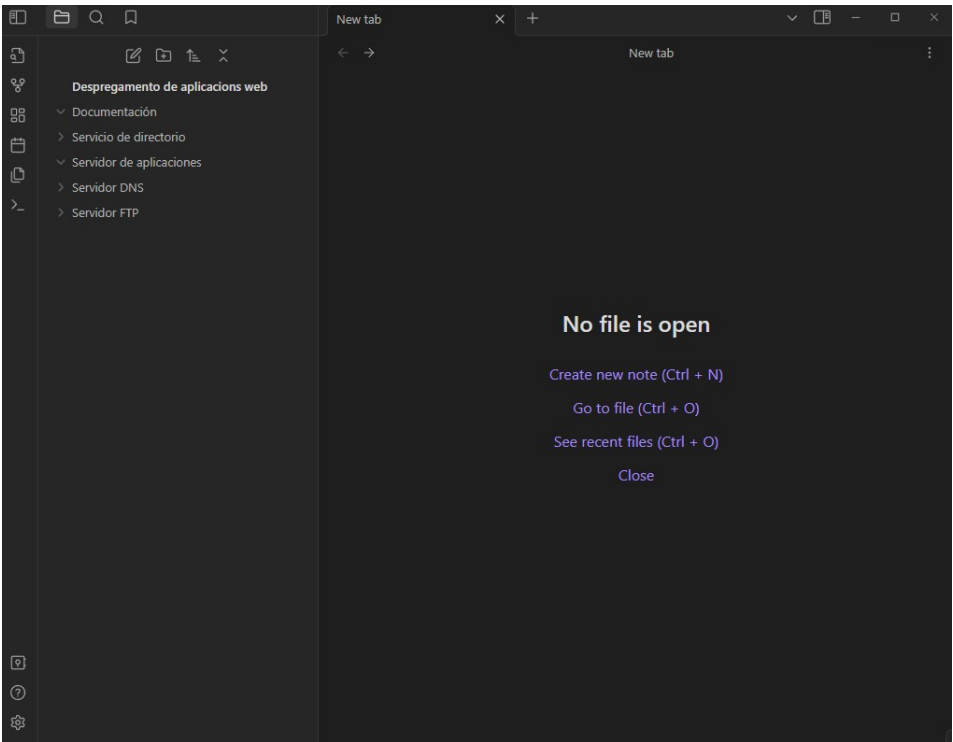 New tab
New tab
Despregamento de aplicacions web
Documentación
Servicio de directorio
Servidor de aplicaciones
Servidor DNS
Servidor FTP
No file is open
Create new note (Ctrl + N)
Go to file (Ctrl + O)
See recent files (Ctrl + O)
Close